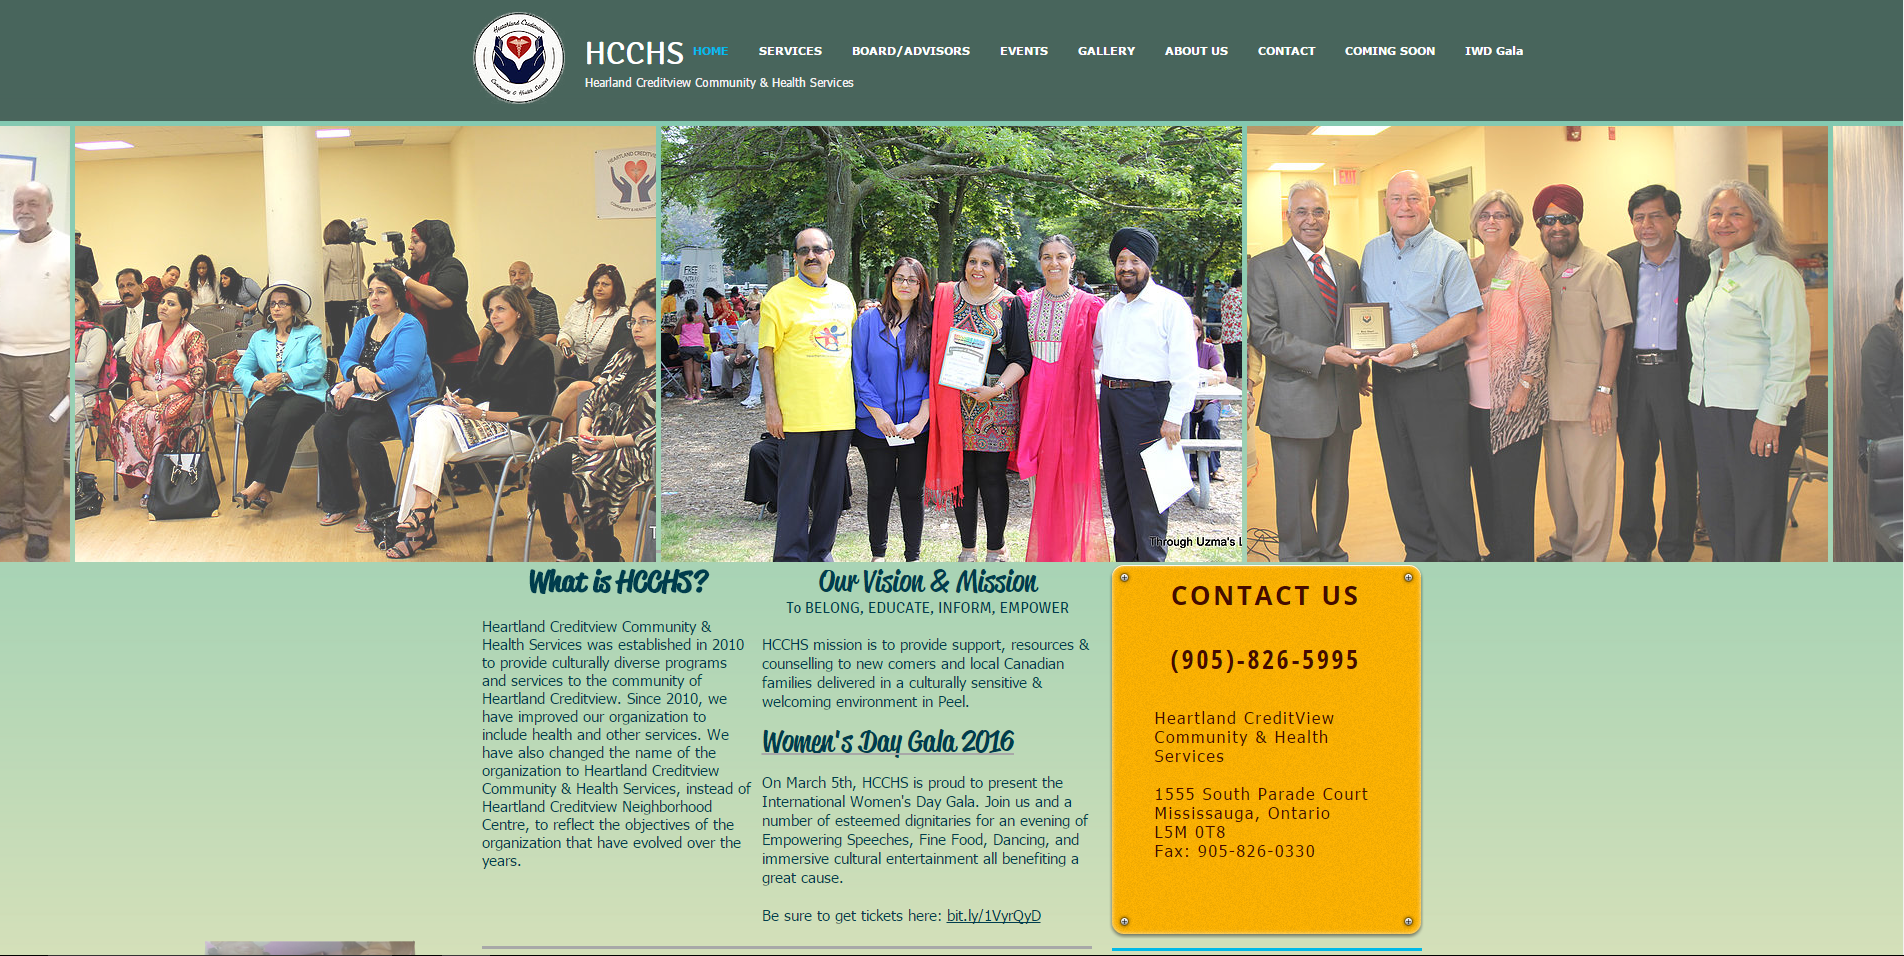 Heartland Creditview
Community & Health Services
HCCHS
Hearland Creditview Community & Health Services
HOME
SERVICES
BOARD/ADVISORS
EVENTS
GALLERY
ABOUT US
CONTACT
COMING SOON
IWD Gala
HEARTLAND CREDITVIEW
COMMUNITY & HEALTH
FREE
EXIT
Through Uzma's L
What is HCCHS?
Heartland Creditview Community &
Health Services was established in 2010
to provide culturally diverse programs
and services to the community of
Heartland Creditview. Since 2010, we
have improved our organization to
include health and other services. We
have also changed the name of the
organization to Heartland Creditview
Community & Health Services, instead of
Heartland Creditview Neighborhood
Centre, to reflect the objectives of the
organization that have evolved over the
years.
Our Vision & Mission
To BELONG, EDUCATE, INFORM, EMPOWER
HCCHS mission is to provide support, resources &
counselling to new comers and local Canadian
families delivered in a culturally sensitive &
welcoming environment in Peel.
Women's Day Gala 2016
On March 5th, HCCHS is proud to present the
International Women's Day Gala. Join us and a
number of esteemed dignitaries for an evening of
Empowering Speeches, Fine Food, Dancing, and
immersive cultural entertainment all benefiting a
great cause.
Be sure to get tickets here: bit.ly/1VyrQyD
CONTACT US
(905)-826-5995
Heartland CreditView
Community & Health
Services
1555 South Parade Court
Mississauga, Ontario
L5M 0T8
Fax: 905-826-0330